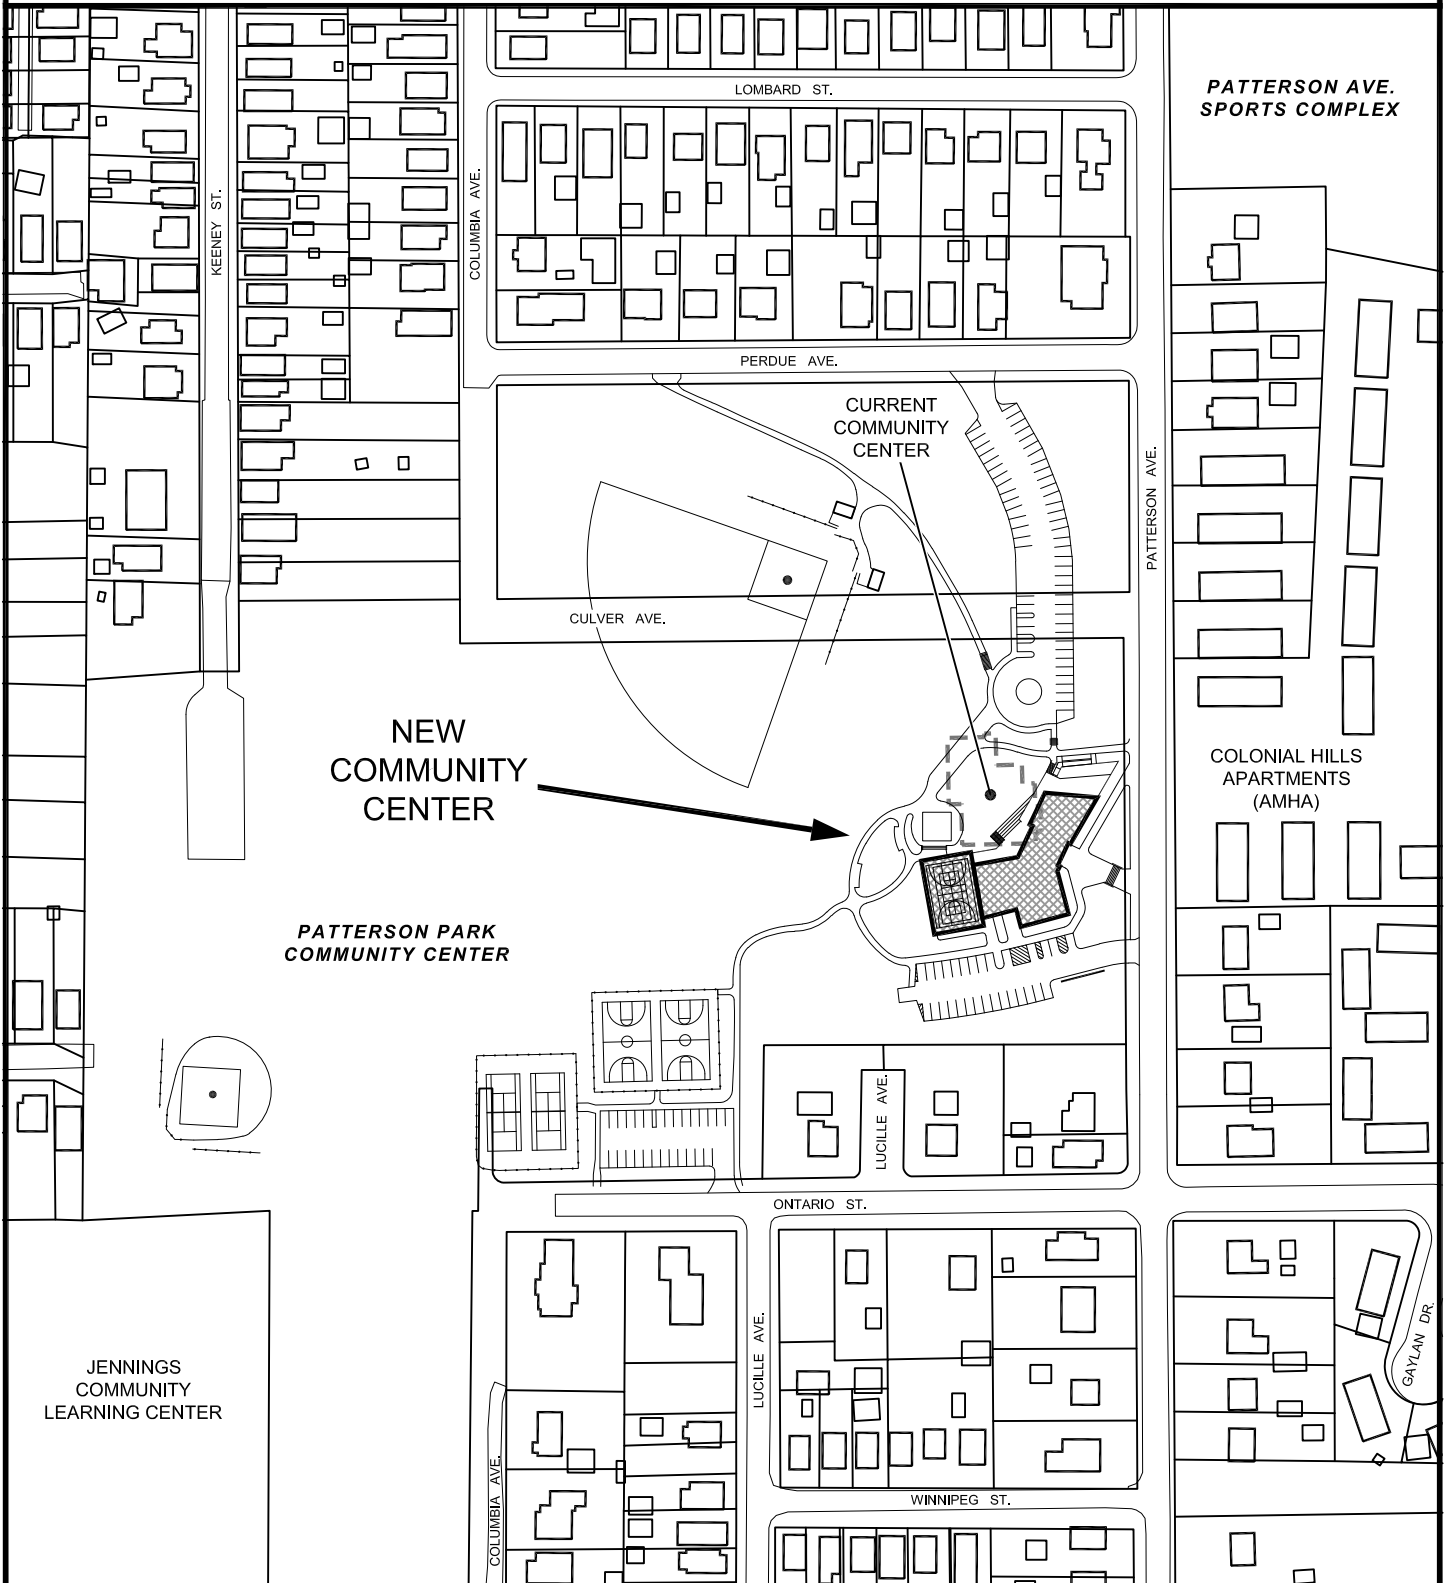 LOMBARD ST.
PATTERSON AVE.
SPORTS COMPLEX
KEENEY ST.
COLUMBIA AVE.
PERDUE AVE.
CURRENT
COMMUNITY
CENTER
PATTERSON AVE.
CULVER AVE.
NEW
COMMUNITY
CENTER
COLONIAL HILLS
APARTMENTS
(AMHA)
PATTERSON PARK
COMMUNITY CENTER
LUCILLE AVE.
ONTARIO ST.
LUCILLE AVE.
GAYLAN DR.
JENNINGS
COMMUNITY
LEARNING CENTER
COLUMBIA AVE.
WINNIPEG ST.